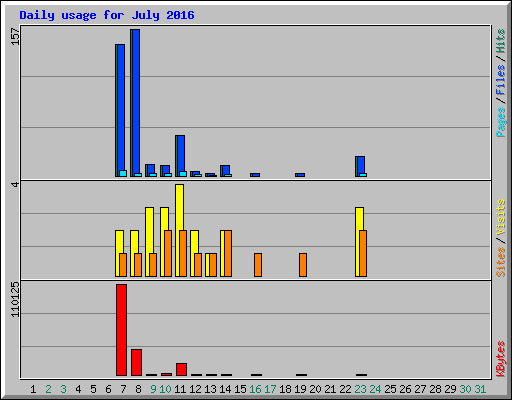 Daily usage for July 2016
157
Pages / Files / Hits
4
Sites / Visits
110125
KBytes
1 2 3 4 5 6 7 8 9 10 11 12 13 14 15 16 17 18 19 20 21 22 23 24 25 26 27 28 29 30 31